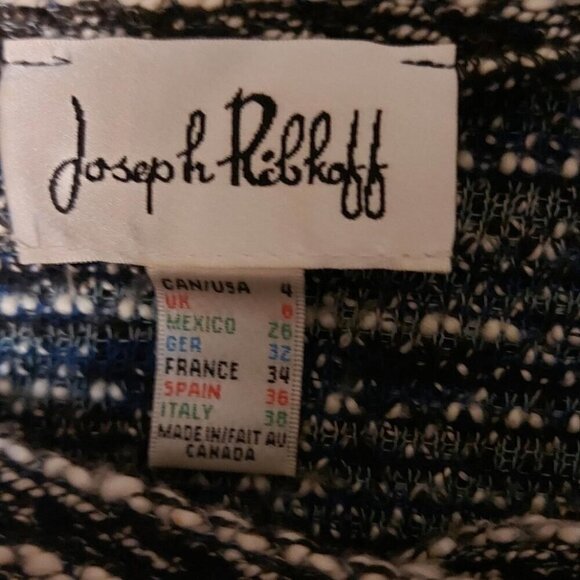 Joseph Ribkoff
CAN/USA 4
UK 6
MEXICO 26
GER 32
FRANCE 34
SPAIN 36
ITALY 38
MADE IN/FAIT AU
CANADA